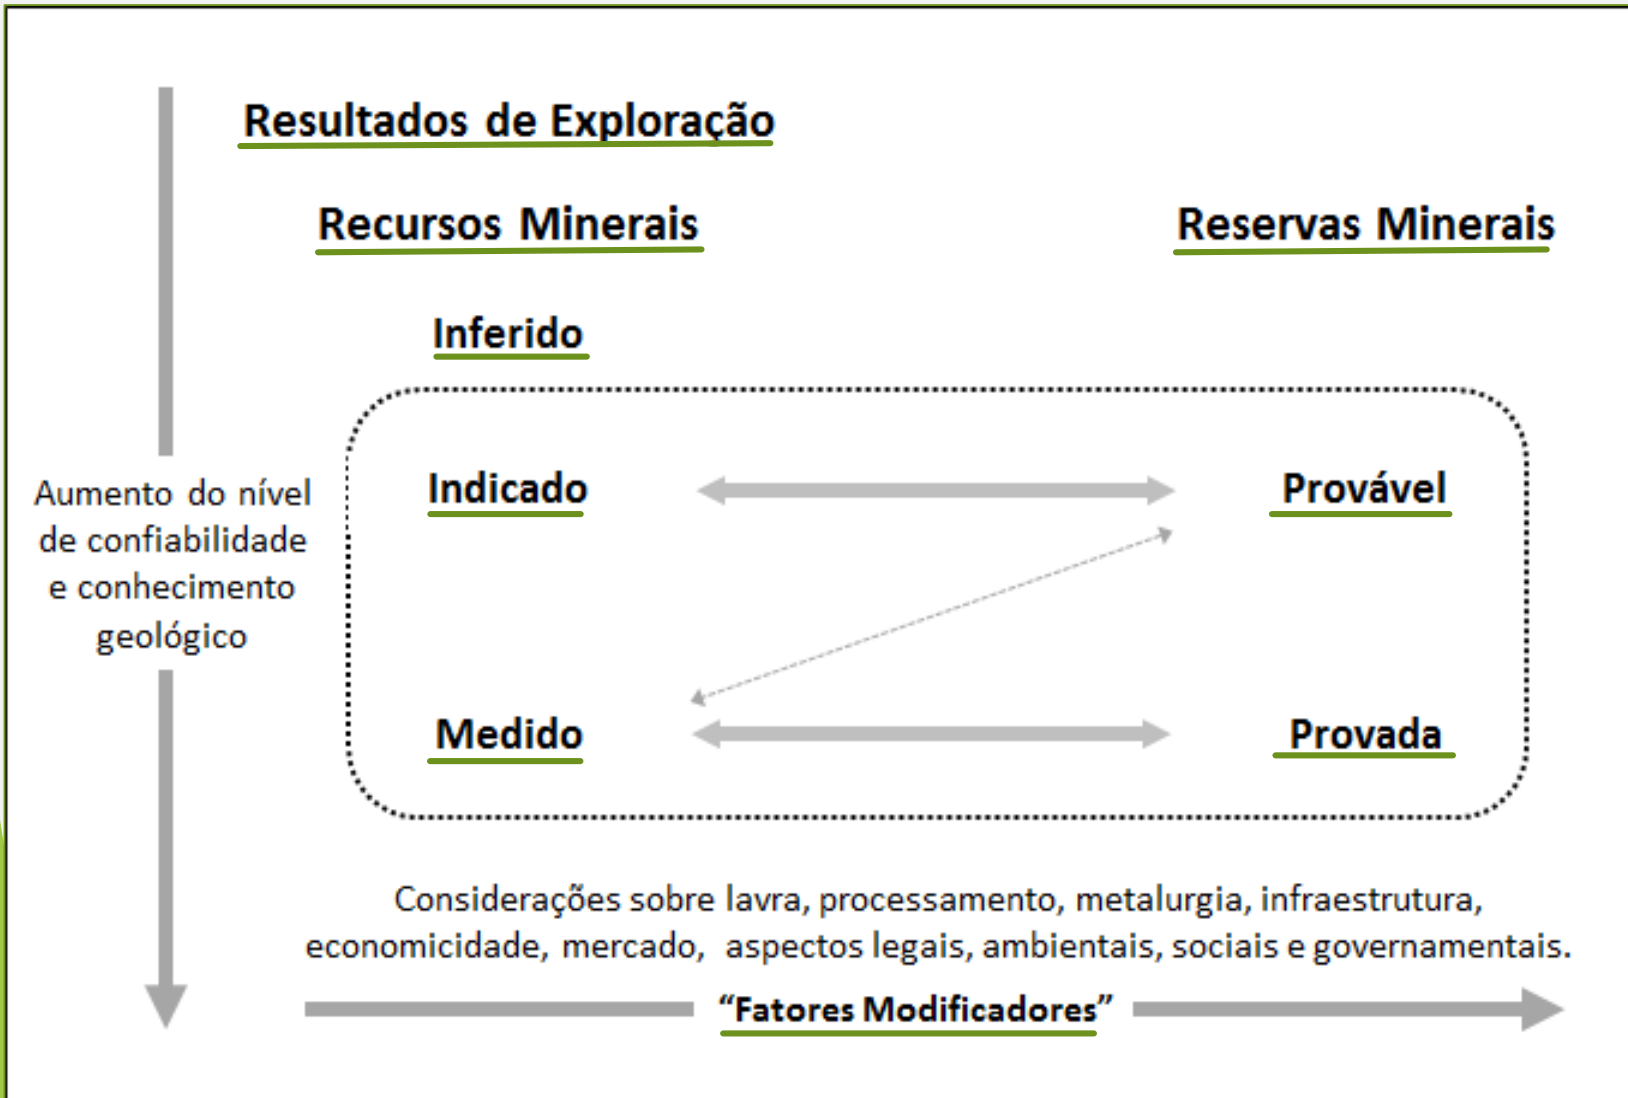 Resultados de Exploração
Recursos Minerais
Reservas Minerais
Inferido
Indicado
Provável
Aumento do nível
de confiabilidade
e conhecimento
geológico
Medido
Provada
Considerações sobre lavra, processamento, metalurgia, infraestrutura,
economicidade, mercado, aspectos legais, ambientais, sociais e governamentais.
“Fatores Modificadores”